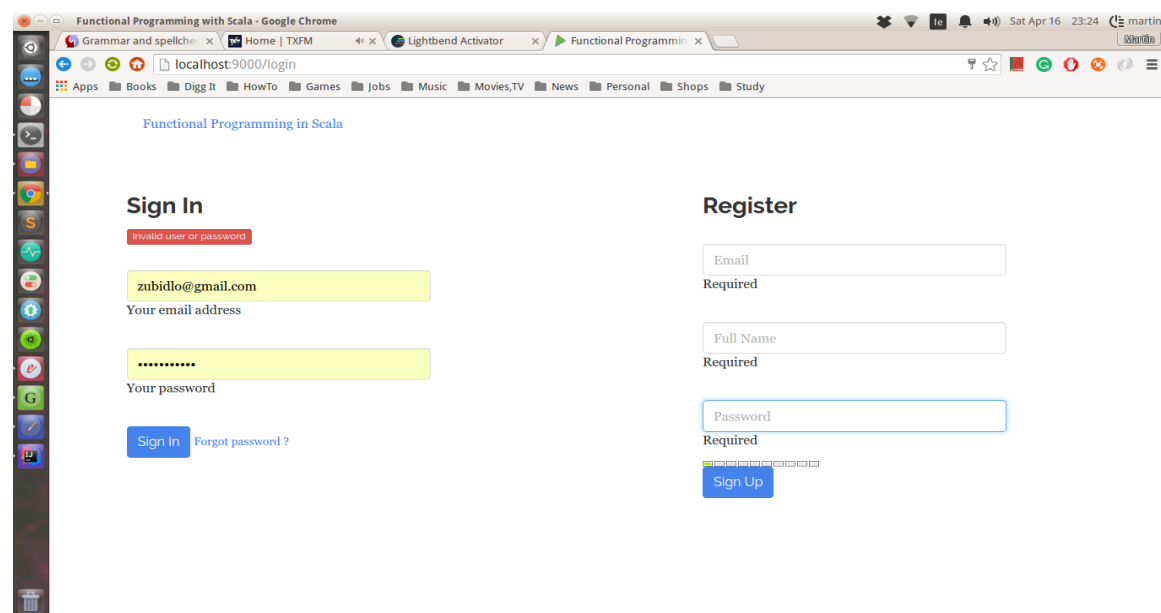 Functional Programming with Scala - Google Chrome
le
Sat Apr 16 23:24
martin
Grammar and spellche
Home | TXFM
Lightbend Activator
Functional Programmin
Martin
localhost:9000/login
Apps Books Digg It HowTo Games Jobs Music Movies,TV News Personal Shops Study
Functional Programming in Scala
Sign In
Invalid user or password
zubidlo@gmail.com
Your email address
•••••••••••
Your password
Sign In Forgot password ?
Register
Email
Required
Full Name
Required
Password
Required
Sign Up